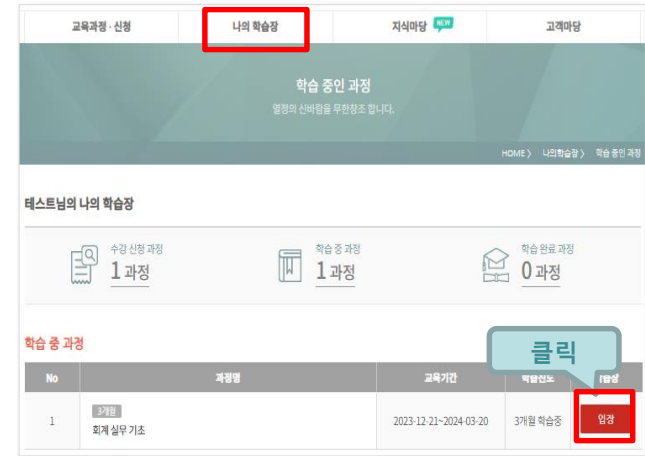 교육과정 · 신청 나의 학습장 지식마당 NEW 고객마당
학습 중인 과정
열정의 신바람을 무한창조 합니다.
HOME 〉 나의학습장 〉 학습 중인 과정
테스트님의 나의 학습장
수강 신청 과정
1 과정
학습 중 과정
1 과정
학습 완료 과정
0 과정
학습 중 과정
클릭
No 과정명 교육기간
1 3개월 2023-12-21~2024-03-20 3개월 학습중 입장
회계 실무 기초